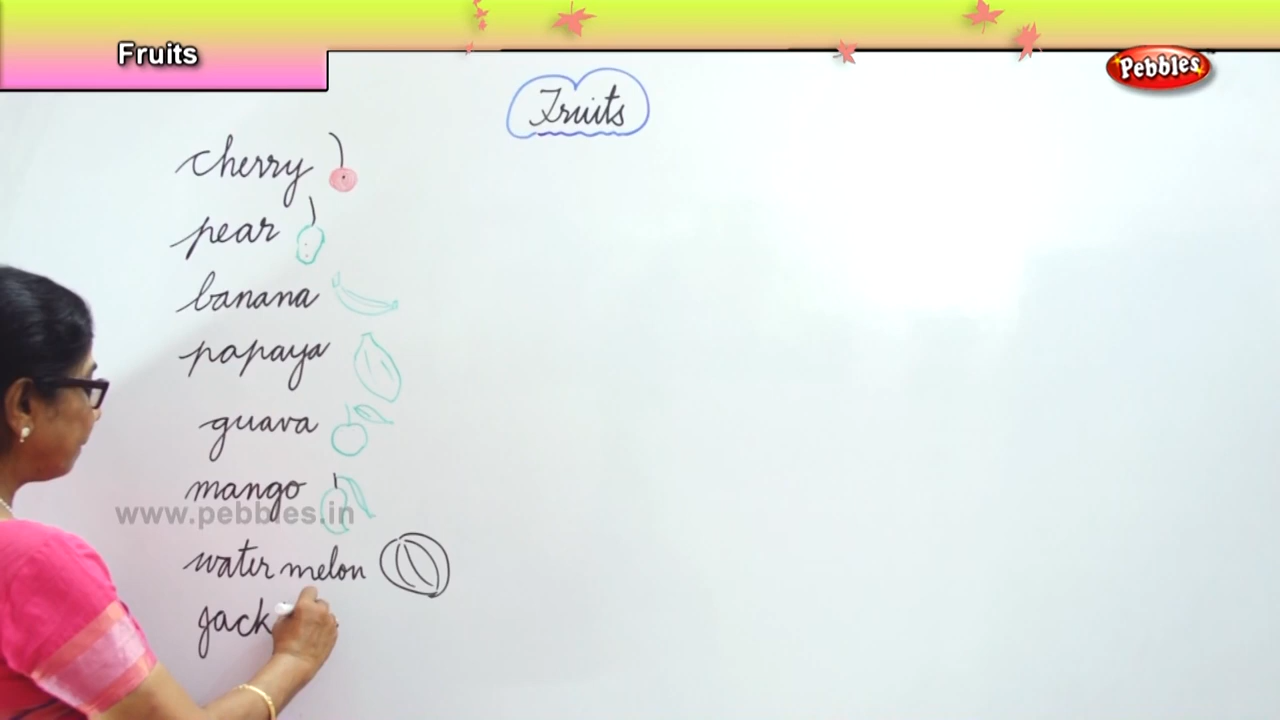 Fruits
Pebbles
Fruits
cherry
pear
banana
papaya
guava
mango
www.pebbles.in
water melon
jack